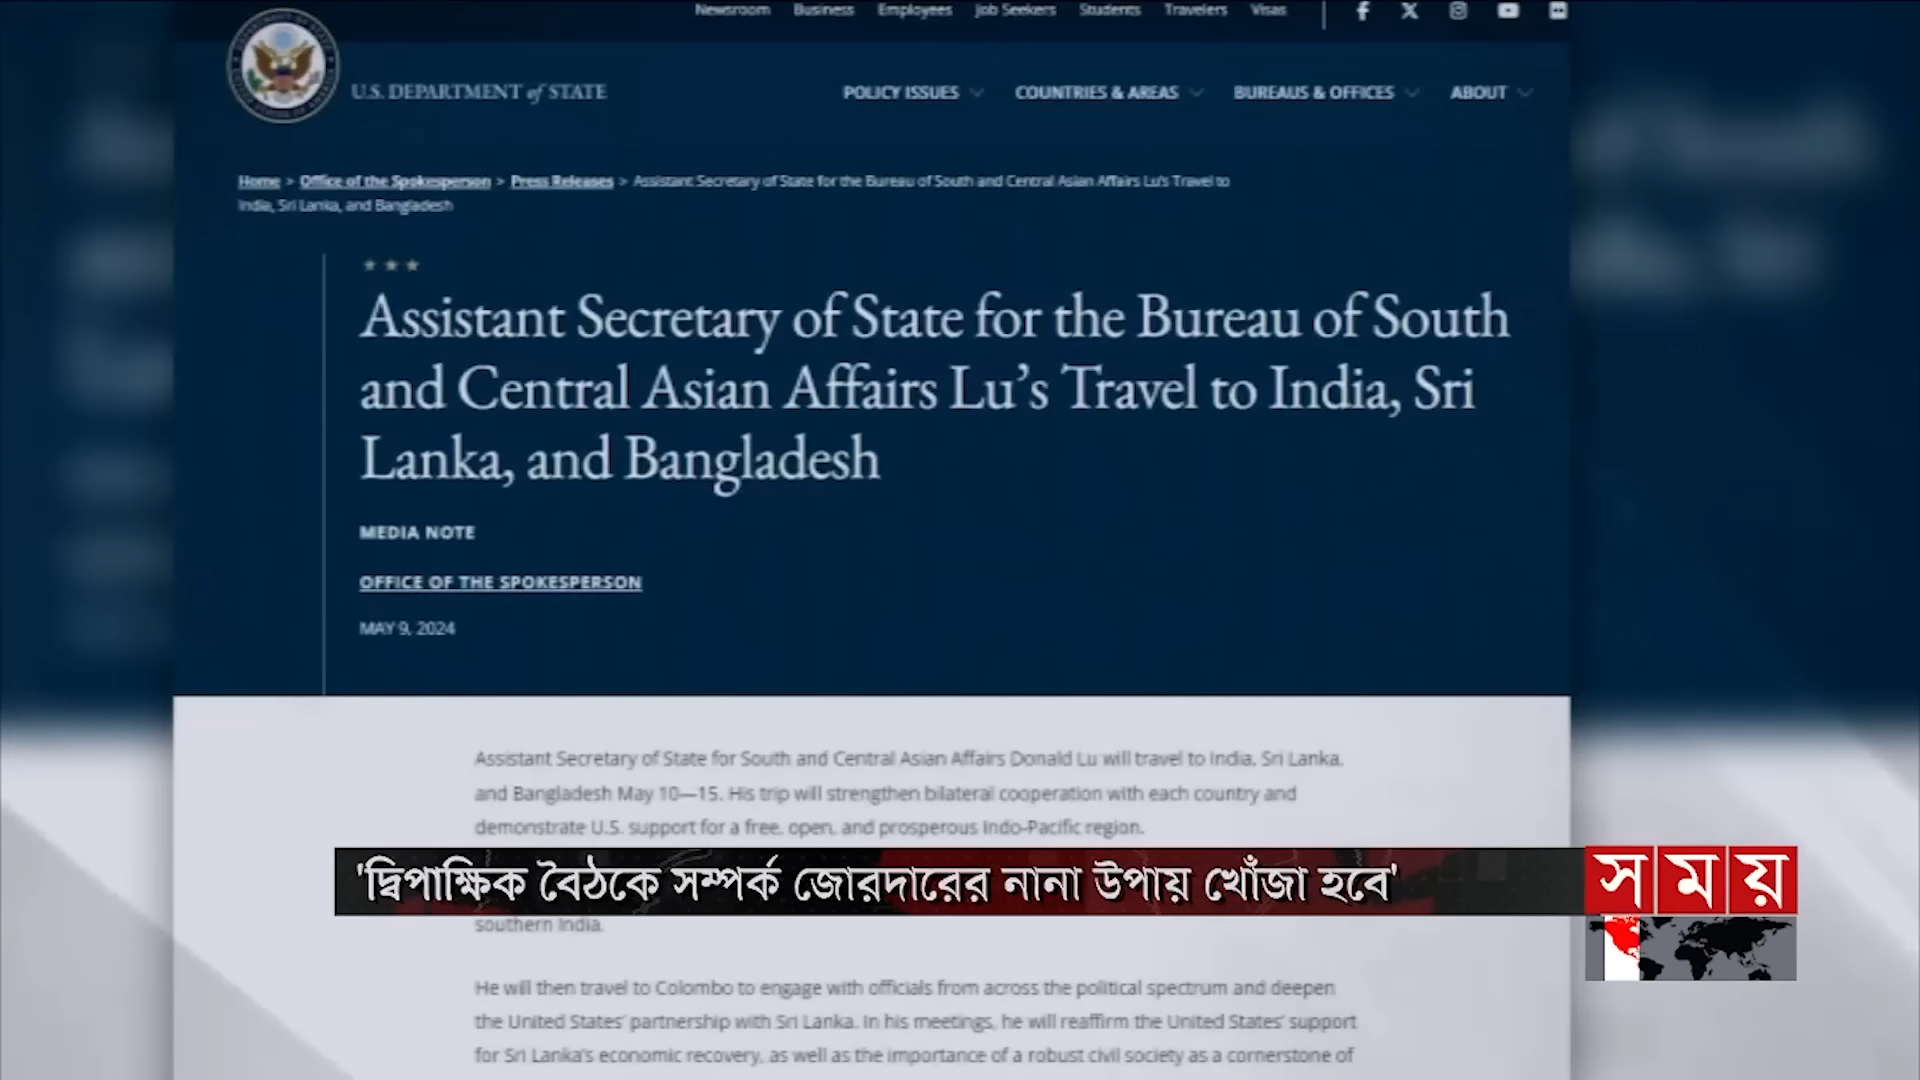 Newsroom Business Employees Job Seekers Students Travelers Visas
U.S. DEPARTMENT of STATE
POLICY ISSUES COUNTRIES & AREAS BUREAUS & OFFICES ABOUT
Home > Office of the Spokesperson > Press Releases > Assistant Secretary of State for the Bureau of South and Central Asian Affairs Lu's Travel to
India, Sri Lanka, and Bangladesh
Assistant Secretary of State for the Bureau of South
and Central Asian Affairs Lu's Travel to India, Sri
Lanka, and Bangladesh
MEDIA NOTE
OFFICE OF THE SPOKESPERSON
MAY 9, 2024
Assistant Secretary of State for South and Central Asian Affairs Donald Lu will travel to India, Sri Lanka,
and Bangladesh May 10—15. His trip will strengthen bilateral cooperation with each country and
demonstrate U.S. support for a free, open, and prosperous Indo-Pacific region.
'দ্বিপাক্ষিক বৈঠকে সম্পর্ক জোরদারের নানা উপায় খোঁজা হবে'
সময়
southern India.
He will then travel to Colombo to engage with officials from across the political spectrum and deepen
the United States' partnership with Sri Lanka. In his meetings, he will reaffirm the United States' support
for Sri Lanka's economic recovery, as well as the importance of a robust civil society as a cornerstone of